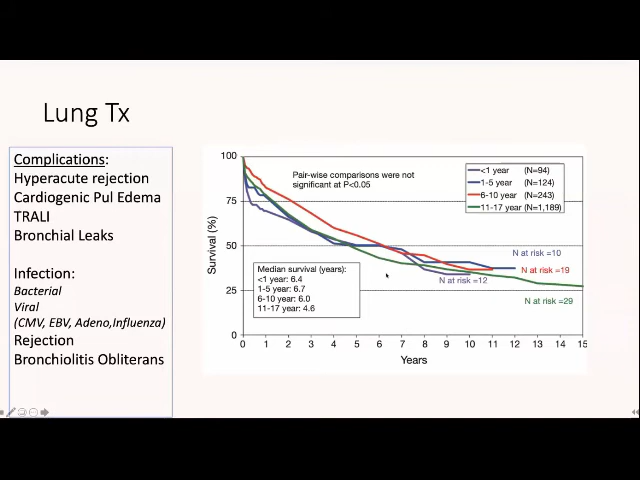 Lung Tx
Complications:
Hyperacute rejection
Cardiogenic Pul Edema
TRALI
Bronchial Leaks
Infection:
Bacterial
Viral
(CMV, EBV, Adeno,Influenza)
Rejection
Bronchiolitis Obliterans
Survival (%)
100
75
50
25
0
Pair-wise comparisons were not
significant at P<0.05
<1 year (N=94)
1-5 year (N=124)
6-10 year (N=243)
11-17 year (N=1,189)
N at risk =10
N at risk =19
N at risk =12
N at risk =29
Median survival (years):
<1 year: 6.4
1-5 year: 6.7
6-10 year: 6.0
11-17 year: 4.6
0 1 2 3 4 5 6 7 8 9 10 11 12 13 14 15
Years